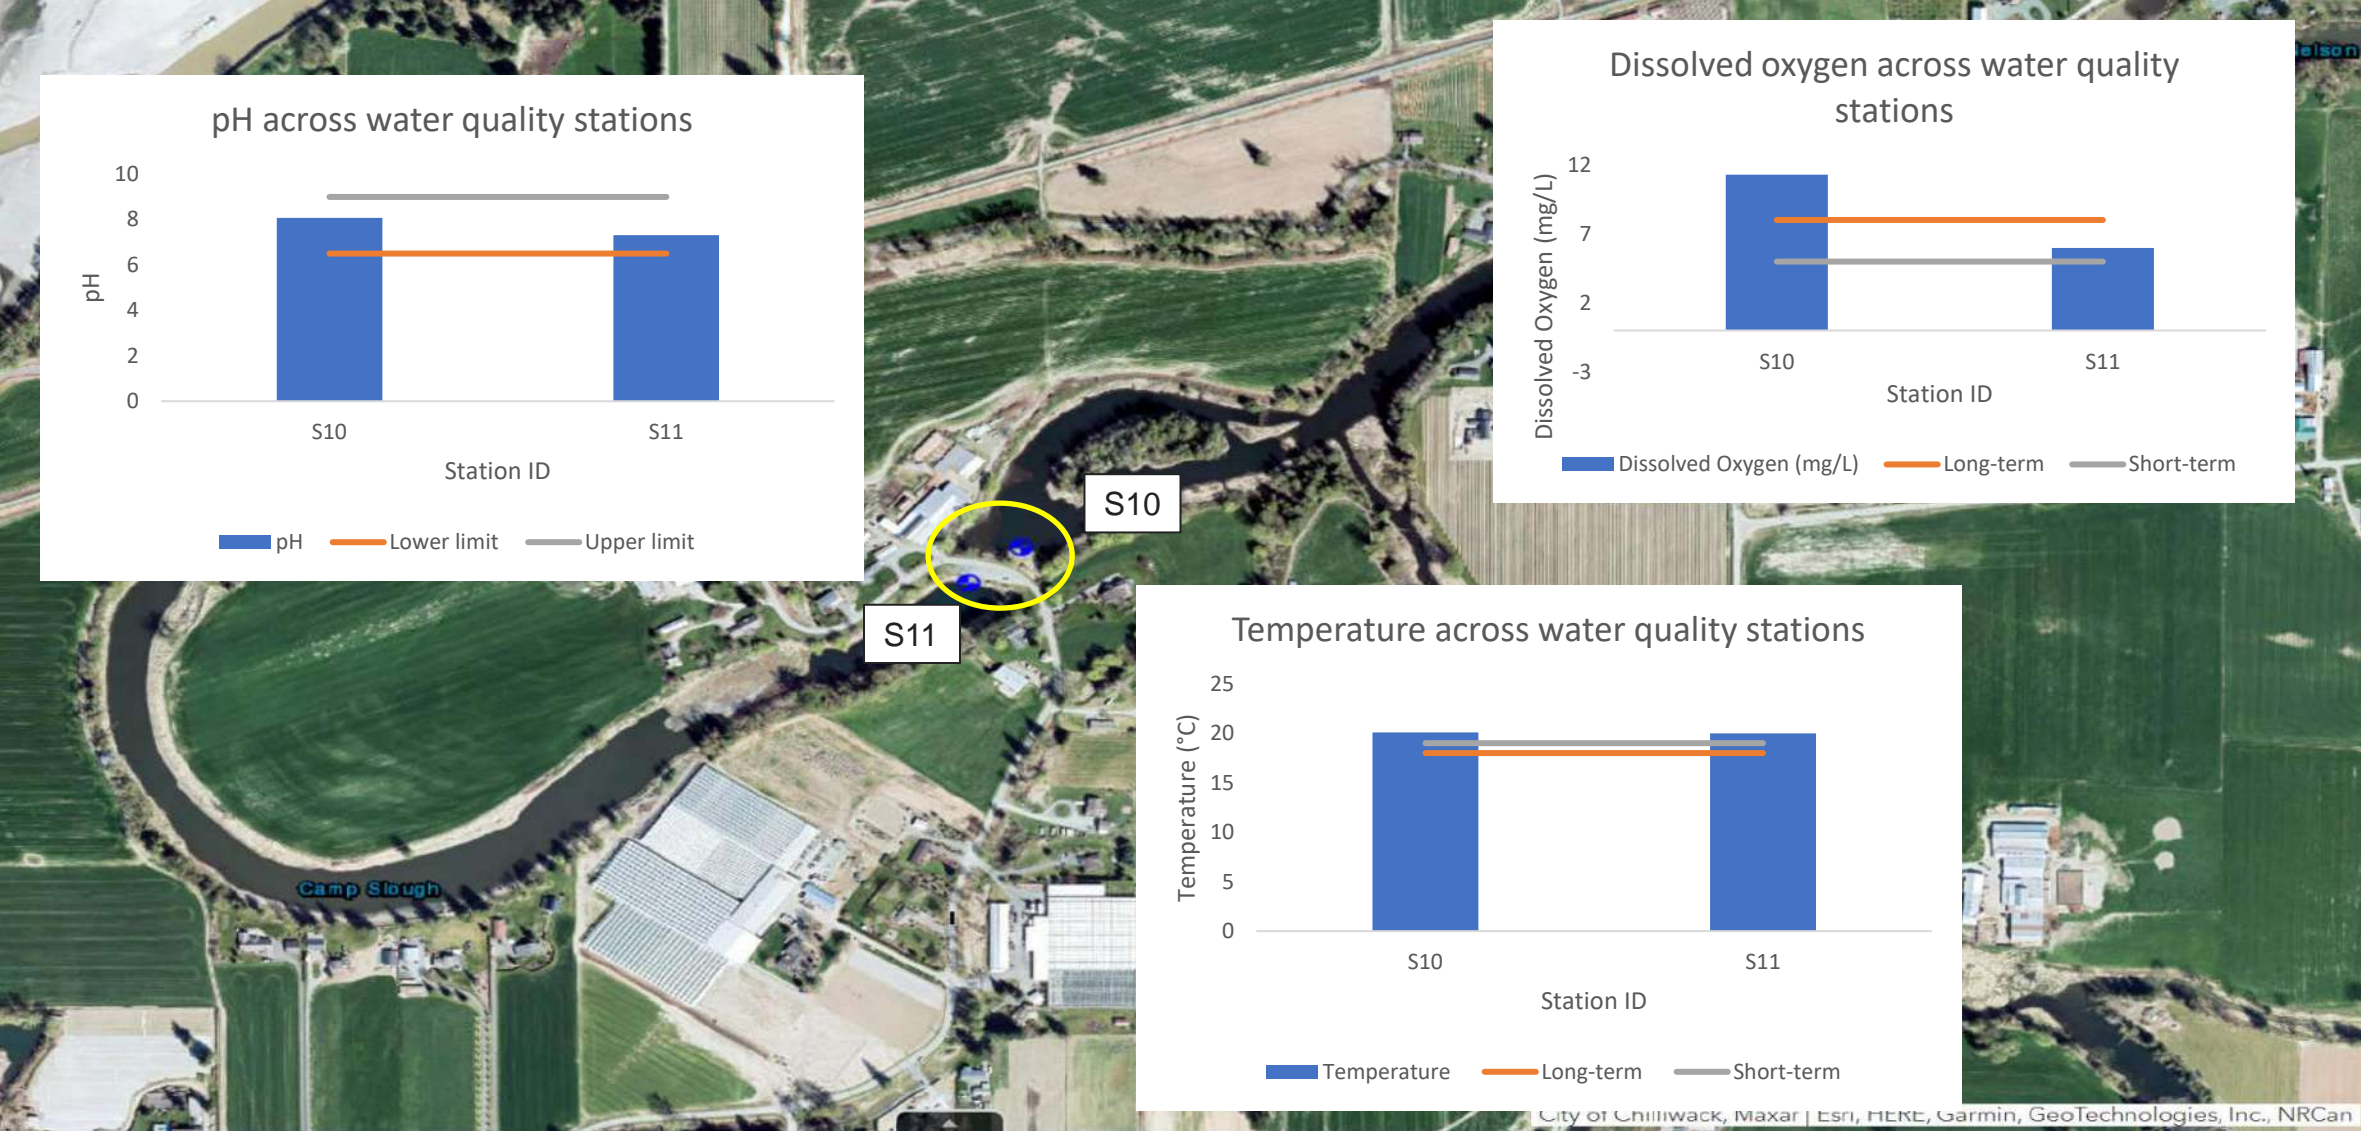 pH across water quality stations
10
8
6
4
2
0
pH
S10
S11
Station ID
pH
Lower limit
Upper limit
Dissolved oxygen across water quality
stations
12
7
2
-3
Dissolved Oxygen (mg/L)
S10
S11
Station ID
Dissolved Oxygen (mg/L)
Long-term
Short-term
S10
S11
Temperature across water quality stations
25
20
15
10
5
0
Temperature (°C)
S10
S11
Station ID
Temperature
Long-term
Short-term
Camp Slough
City of Chilliwack, Maxar | Esri, HERE, Garmin, GeoTechnologies, Inc., NRCan